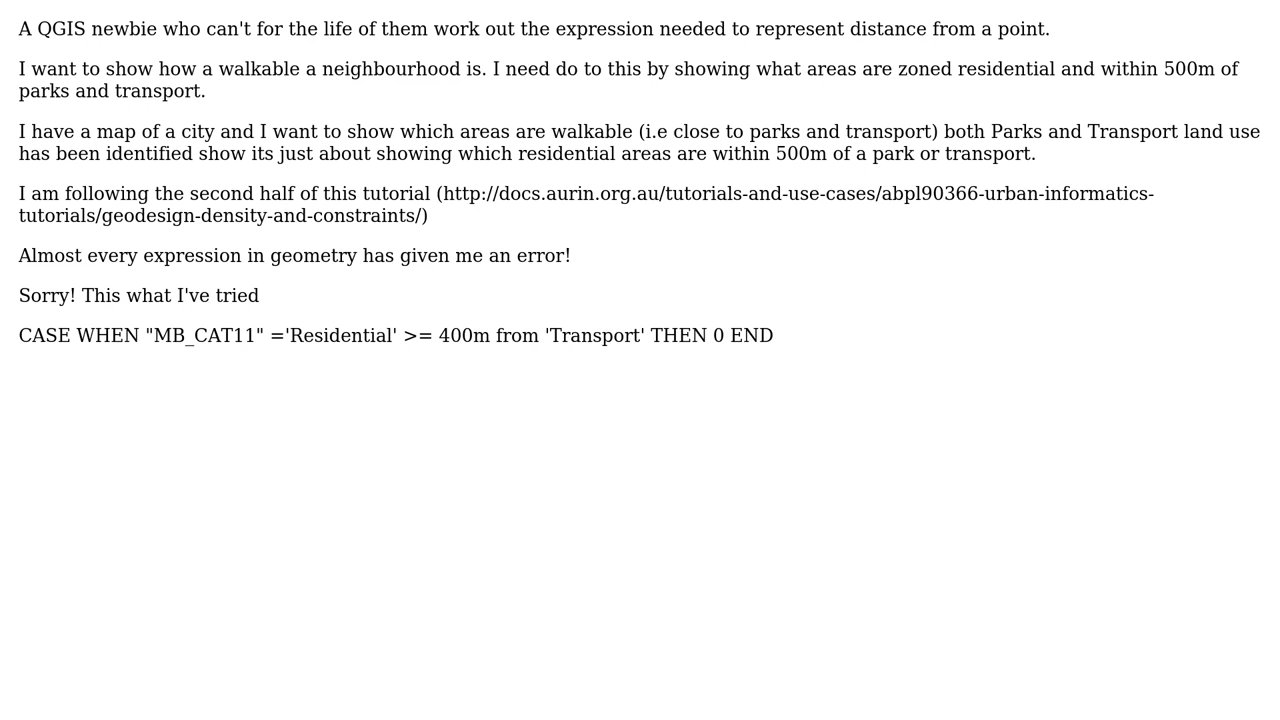 A QGIS newbie who can't for the life of them work out the expression needed to represent distance from a point.
I want to show how a walkable a neighbourhood is. I need do to this by showing what areas are zoned residential and within 500m of
parks and transport.
I have a map of a city and I want to show which areas are walkable (i.e close to parks and transport) both Parks and Transport land use
has been identified show its just about showing which residential areas are within 500m of a park or transport.
I am following the second half of this tutorial (http://docs.aurin.org.au/tutorials-and-use-cases/abpl90366-urban-informatics-
tutorials/geodesign-density-and-constraints/)
Almost every expression in geometry has given me an error!
Sorry! This what I've tried
CASE WHEN "MB_CAT11" ='Residential' >= 400m from 'Transport' THEN 0 END